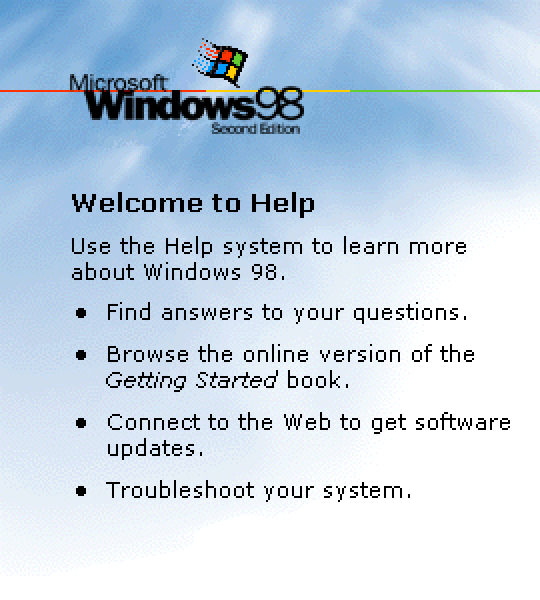 Microsoft
Windows98
Second Edition
Welcome to Help
Use the Help system to learn more
about Windows 98.
● Find answers to your questions.
● Browse the online version of the
Getting Started book.
● Connect to the Web to get software
updates.
● Troubleshoot your system.